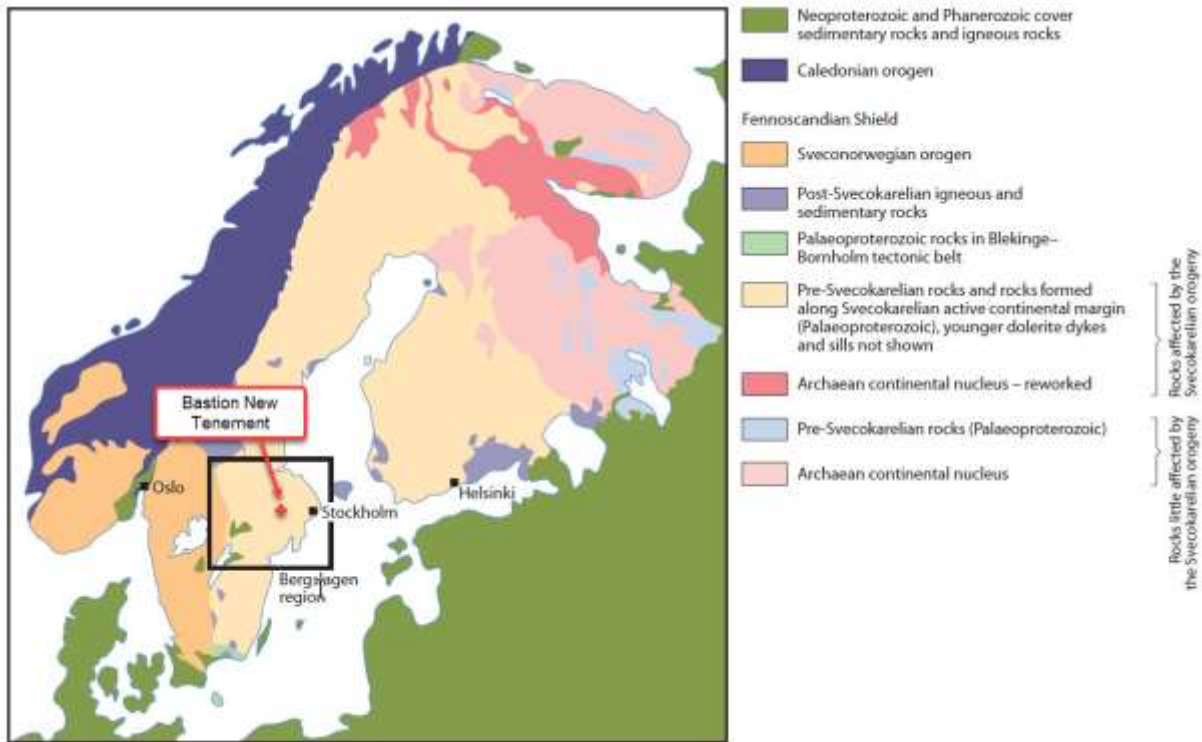 Bastion New
Tenement
Oslo
Helsinki
Stockholm
Bergslagen
region
Neoproterozoic and Phanerozoic cover
sedimentary rocks and igneous rocks
Caledonian orogen
Fennoscandian Shield
Sveconorwegian orogen
Post-Svecokarelian igneous and
sedimentary rocks
Palaeoproterozoic rocks in Blekinge–
Bornholm tectonic belt
Pre-Svecokarelian rocks and rocks formed
along Svecokarelian active continental margin
(Palaeoproterozoic), younger dolerite dykes
and sills not shown
Archaean continental nucleus – reworked
Pre-Svecokarelian rocks (Palaeoproterozoic)
Archaean continental nucleus
Rocks affected by the
Svecokarelian orogeny
Rocks little affected by
the Svecokarelian orogeny